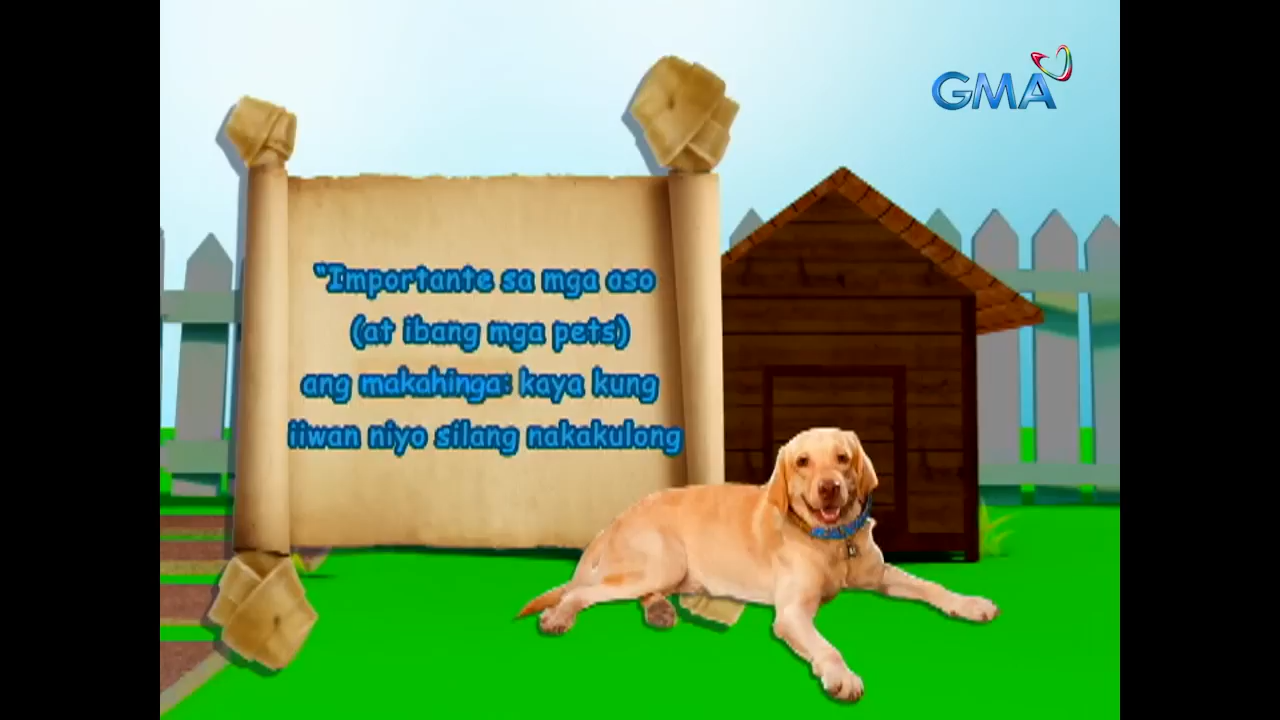 GMA
“Importante sa mga aso
(at ibang mga pets)
ang makahinga: kaya kung
iiwan niyo silang nakakulong